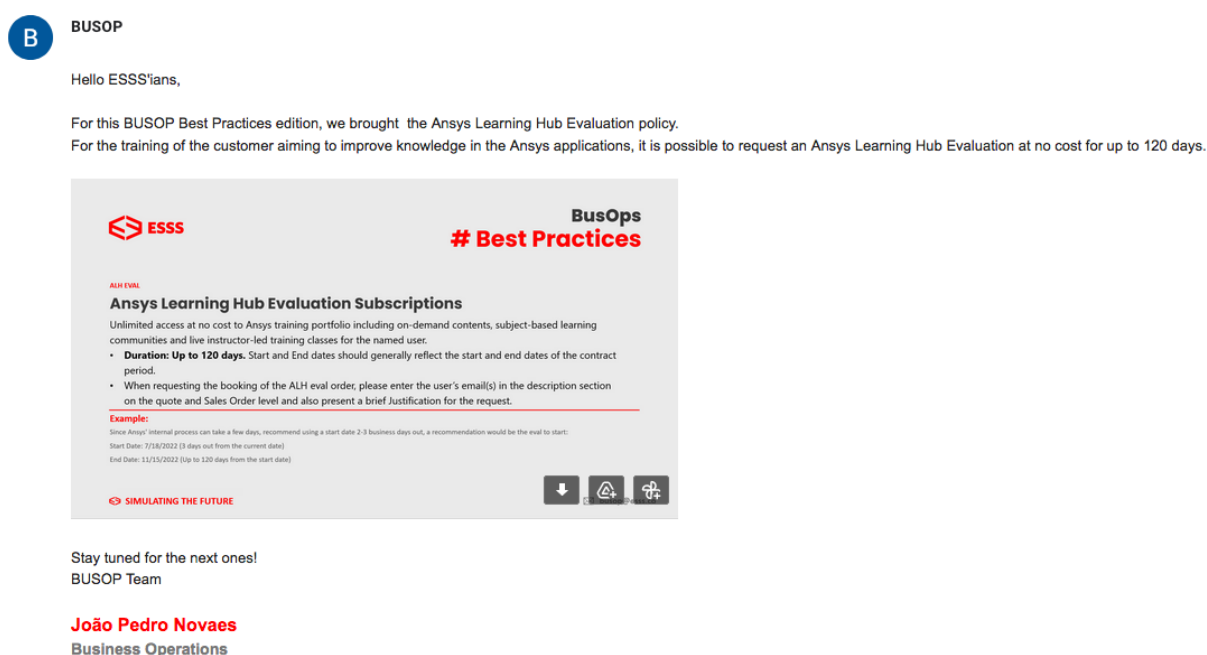 B
BUSOP
Hello ESSS'ians,
For this BUSOP Best Practices edition, we brought  the Ansys Learning Hub Evaluation policy.
For the training of the customer aiming to improve knowledge in the Ansys applications, it is possible to request an Ansys Learning Hub Evaluation at no cost for up to 120 days.
ESSS
BusOps
# Best Practices
ALH EVAL
Ansys Learning Hub Evaluation Subscriptions
Unlimited access at no cost to Ansys training portfolio including on-demand contents, subject-based learning
communities and live instructor-led training classes for the named user.
• Duration: Up to 120 days. Start and End dates should generally reflect the start and end dates of the contract
period.
• When requesting the booking of the ALH eval order, please enter the user's email(s) in the description section
on the quote and Sales Order level and also present a brief Justification for the request.
Example:
Since Ansys' internal process can take a few days, recommend using a start date 2-3 business days out, a recommendation would be the eval to start:
Start Date: 7/18/2022 (3 days out from the current date)
End Date: 11/15/2022 (Up to 120 days from the start date)
SIMULATING THE FUTURE
Stay tuned for the next ones!
BUSOP Team
João Pedro Novaes
Business Operations